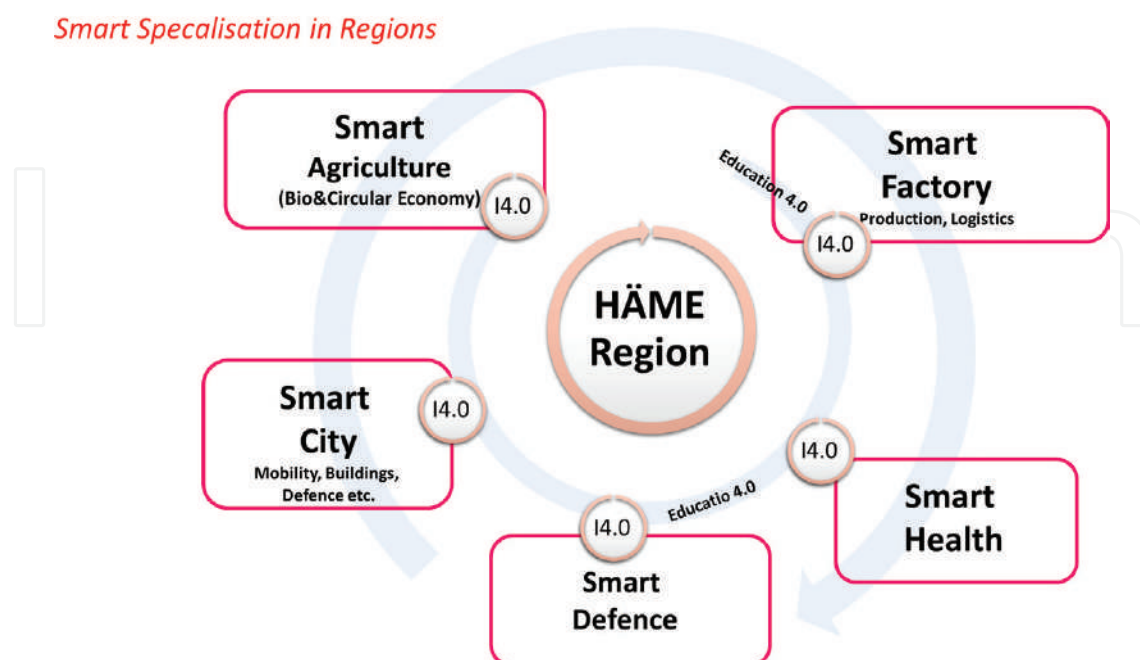 Smart Specalisation in Regions
Smart
Agriculture
(Bio&Circular Economy)
I4.0
Education 4.0
Smart
Factory
Production, Logistics
I4.0
HÄME
Region
Smart
City
Mobility, Buildings,
Defence etc.
I4.0
I4.0
Smart
Health
Educatio 4.0
I4.0
Smart
Defence